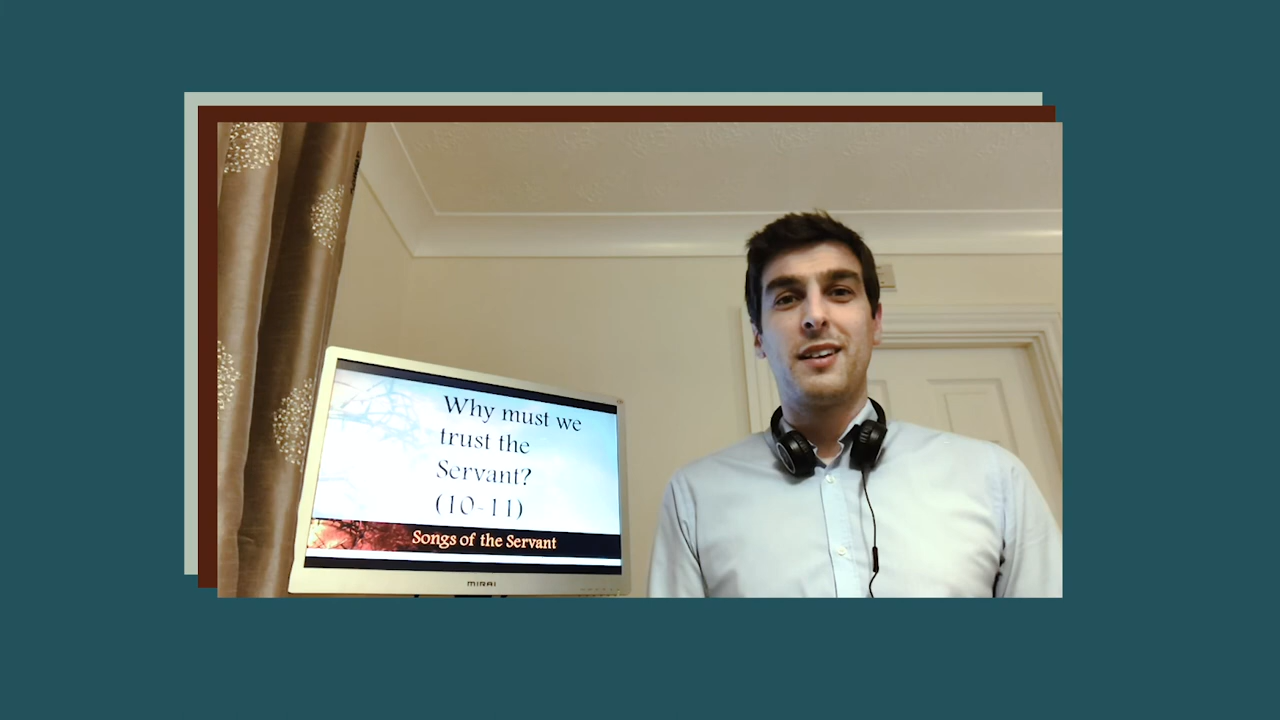 Why must we
trust the
Servant?
(10-11)
Songs of the Servant
MIRAI